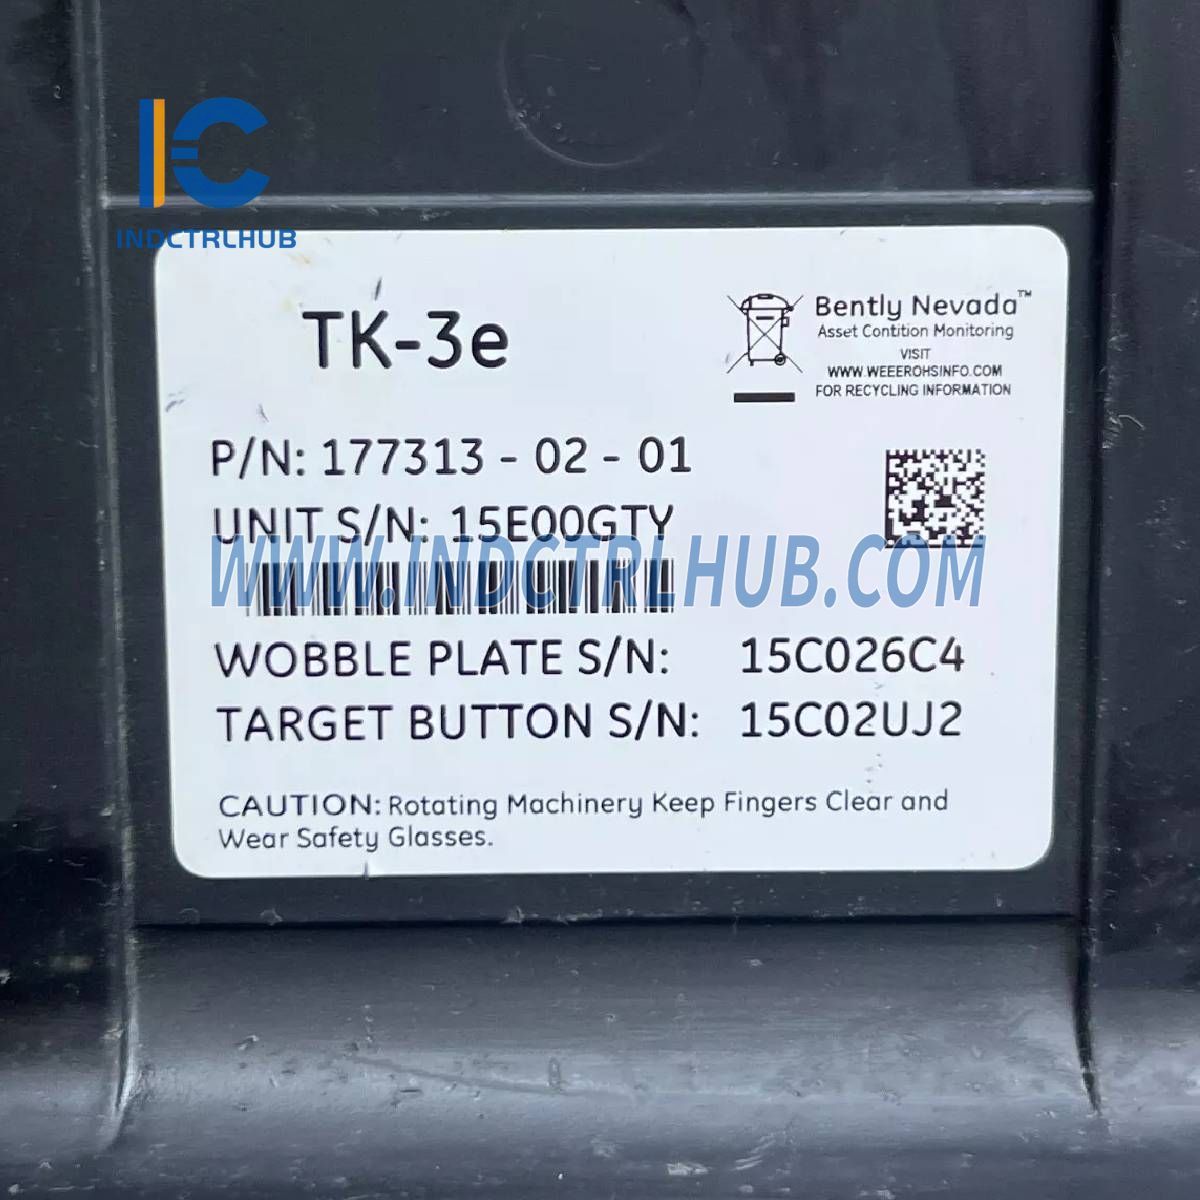 IC
INDCTRLHUB
TK-3e
Bently Nevada™
Asset Contition Monitoring
VISIT
WWW.WEEEROHSINFO.COM
FOR RECYCLING INFORMATION
P/N: 177313 - 02 - 01
UNIT S/N: 15E00GTY
WWW.INDCTRLHUB.COM
WOBBLE PLATE S/N: 15C026C4
TARGET BUTTON S/N: 15C02UJ2
CAUTION: Rotating Machinery Keep Fingers Clear and
Wear Safety Glasses.